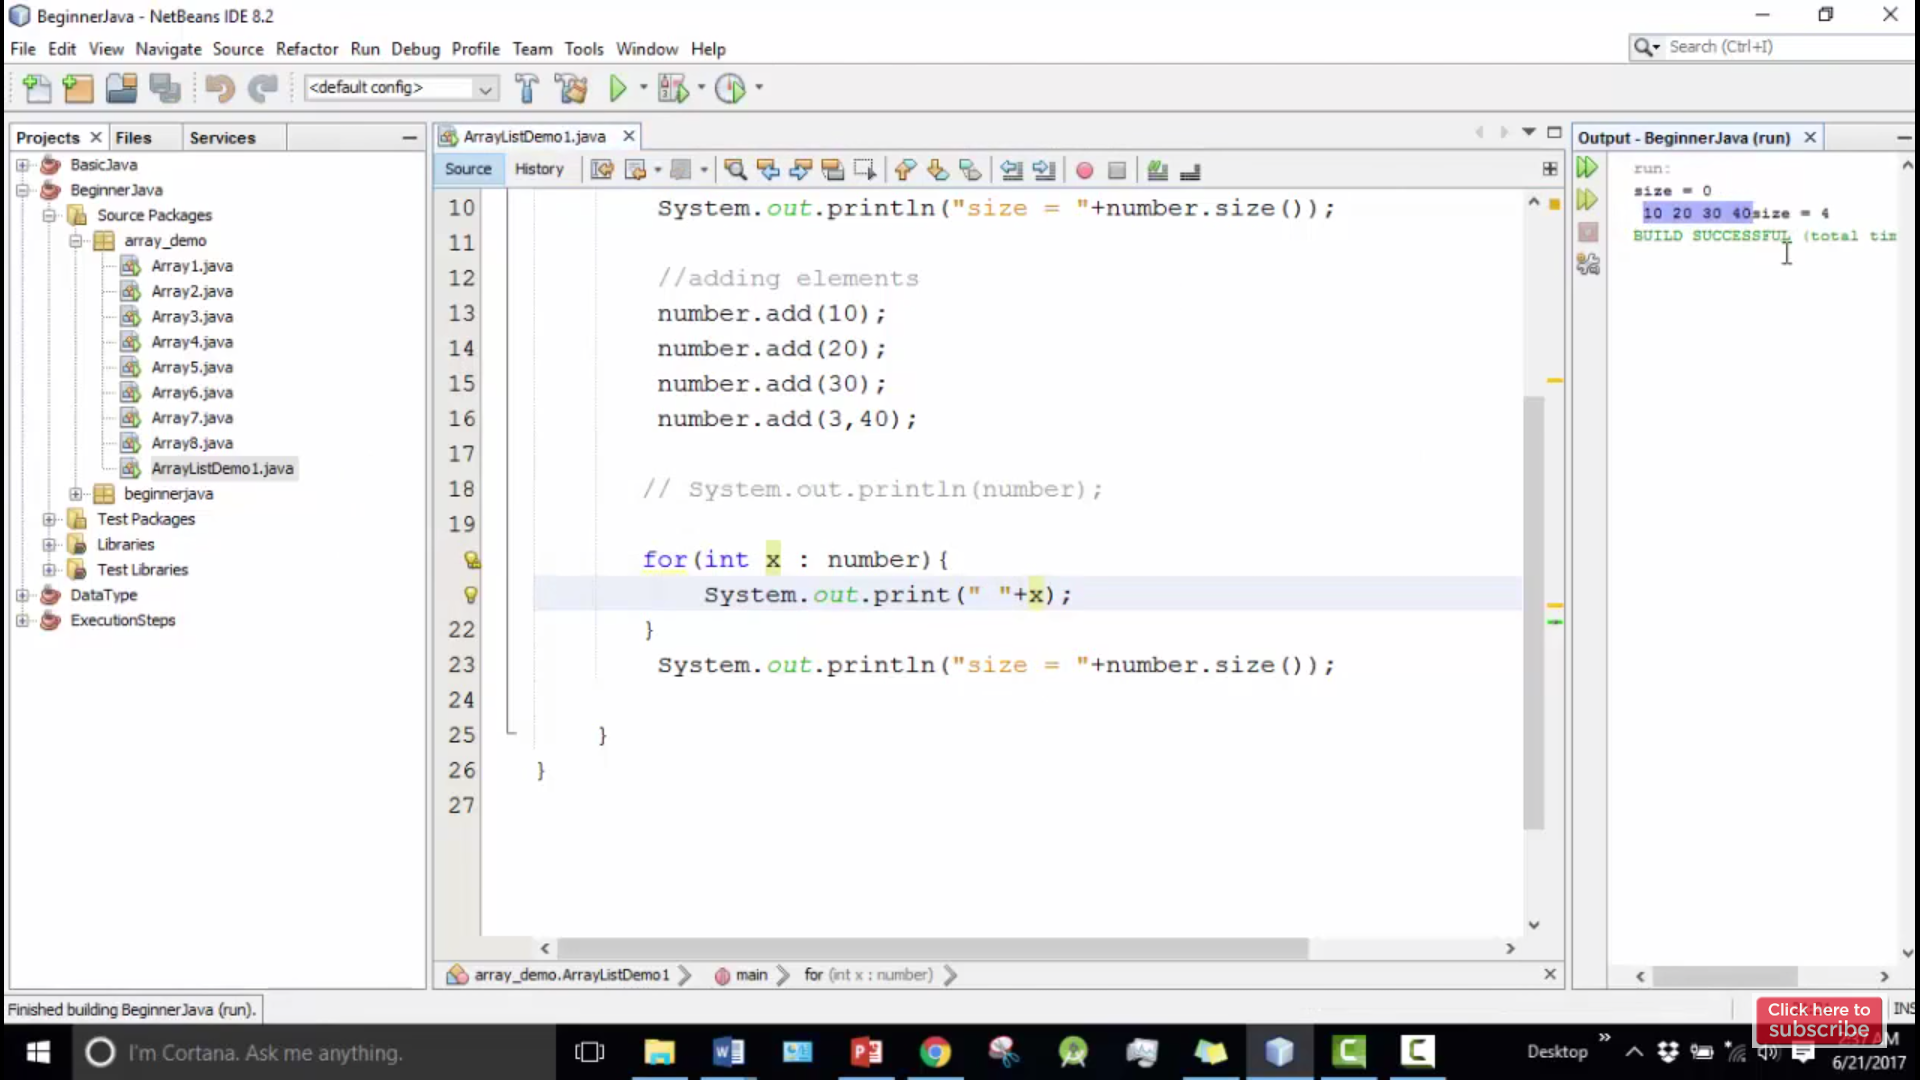 BeginnerJava - NetBeans IDE 8.2
File Edit View Navigate Source Refactor Run Debug Profile Team Tools Window Help
Search (Ctrl+I)
<default config>
Projects Files Services
BasicJava
BeginnerJava
Source Packages
array_demo
Array1.java
Array2.java
Array3.java
Array4.java
Array5.java
Array6.java
Array7.java
Array8.java
ArrayListDemo1.java
beginnerjava
Test Packages
Libraries
Test Libraries
DataType
ExecutionSteps
ArrayListDemo1.java
Source History
10 System.out.println("size = "+number.size());
11
12 //adding elements
13 number.add(10);
14 number.add(20);
15 number.add(30);
16 number.add(3,40);
17
18 // System.out.println(number);
19
for(int x : number){
System.out.print(" "+x);
22 }
23 System.out.println("size = "+number.size());
24
25 }
26 }
27
array_demo.ArrayListDemo1 main for (int x : number)
Output - BeginnerJava (run)
run:
size = 0
10 20 30 40size = 4
BUILD SUCCESSFUL (total tim
Finished building BeginnerJava (run).
INS
Click here to
subscribe
I'm Cortana. Ask me anything.
Desktop
6/21/2017